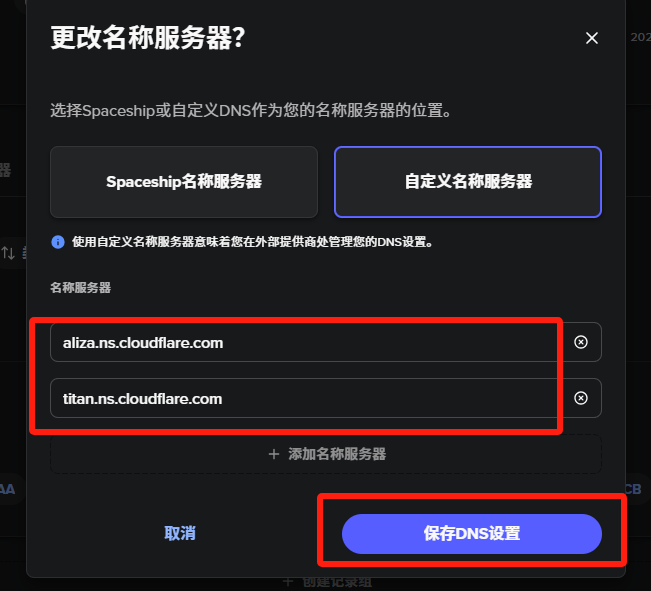 更改名称服务器?
202
选择Spaceship或自定义DNS作为您的名称服务器的位置。
器
Spaceship名称服务器
自定义名称服务器
使用自定义名称服务器意味着您在外部提供商处管理您的DNS设置。
名称服务器
aliza.ns.cloudflare.com
titan.ns.cloudflare.com
+ 添加名称服务器
AA
CB
取消
保存DNS设置
+ 创建记录组